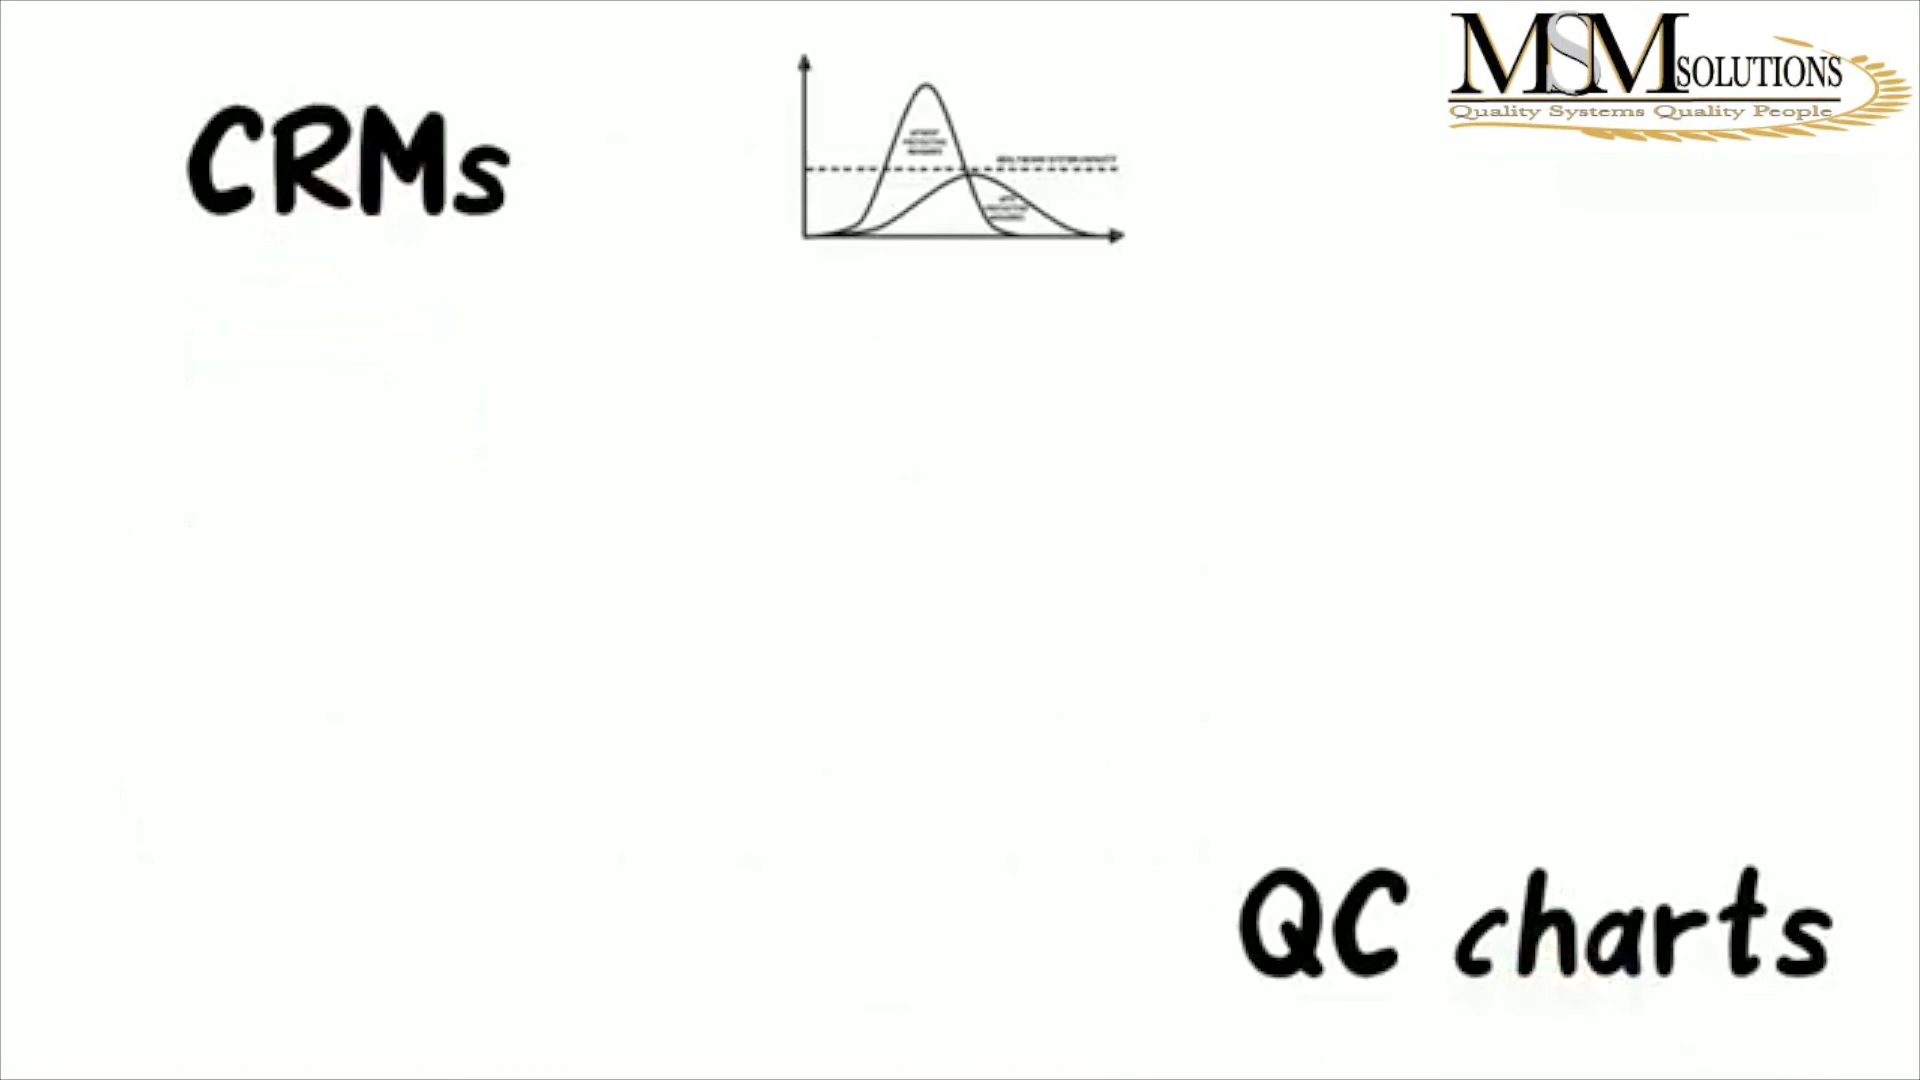 MSM SOLUTIONS
Quality Systems Quality People
CRMs
QC charts